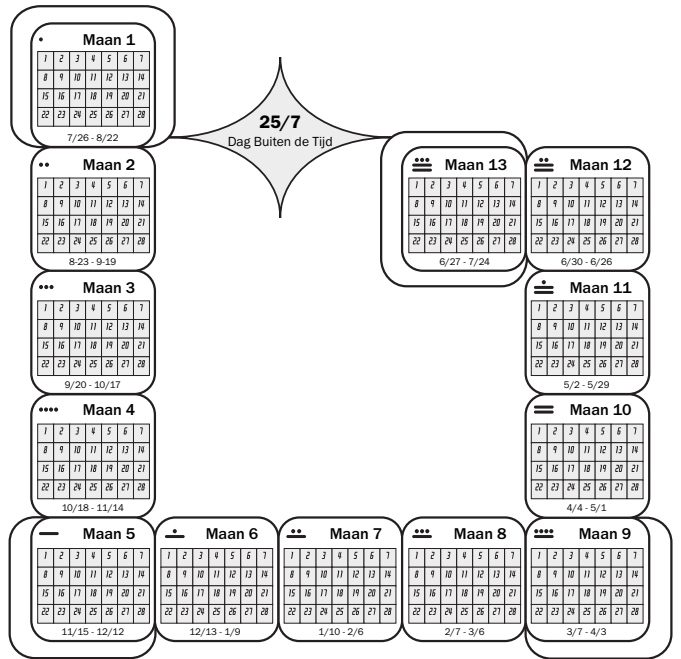 Maan 1
1 2 3 4 5 6 7
8 9 10 11 12 13 14
15 16 17 18 19 20 21
22 23 24 25 26 27 28
7/26 - 8/22
25/7
Dag Buiten de Tijd
Maan 2
1 2 3 4 5 6 7
8 9 10 11 12 13 14
15 16 17 18 19 20 21
22 23 24 25 26 27 28
8-23 - 9-19
Maan 3
1 2 3 4 5 6 7
8 9 10 11 12 13 14
15 16 17 18 19 20 21
22 23 24 25 26 27 28
9/20 - 10/17
Maan 4
1 2 3 4 5 6 7
8 9 10 11 12 13 14
15 16 17 18 19 20 21
22 23 24 25 26 27 28
10/18 - 11/14
Maan 5
1 2 3 4 5 6 7
8 9 10 11 12 13 14
15 16 17 18 19 20 21
22 23 24 25 26 27 28
11/15 - 12/12
Maan 6
1 2 3 4 5 6 7
8 9 10 11 12 13 14
15 16 17 18 19 20 21
22 23 24 25 26 27 28
12/13 - 1/9
Maan 7
1 2 3 4 5 6 7
8 9 10 11 12 13 14
15 16 17 18 19 20 21
22 23 24 25 26 27 28
1/10 - 2/6
Maan 8
1 2 3 4 5 6 7
8 9 10 11 12 13 14
15 16 17 18 19 20 21
22 23 24 25 26 27 28
2/7 - 3/6
Maan 9
1 2 3 4 5 6 7
8 9 10 11 12 13 14
15 16 17 18 19 20 21
22 23 24 25 26 27 28
3/7 - 4/3
Maan 10
1 2 3 4 5 6 7
8 9 10 11 12 13 14
15 16 17 18 19 20 21
22 23 24 25 26 27 28
4/4 - 5/1
Maan 11
1 2 3 4 5 6 7
8 9 10 11 12 13 14
15 16 17 18 19 20 21
22 23 24 25 26 27 28
5/2 - 5/29
Maan 12
1 2 3 4 5 6 7
8 9 10 11 12 13 14
15 16 17 18 19 20 21
22 23 24 25 26 27 28
6/30 - 6/26
Maan 13
1 2 3 4 5 6 7
8 9 10 11 12 13 14
15 16 17 18 19 20 21
22 23 24 25 26 27 28
6/27 - 7/24